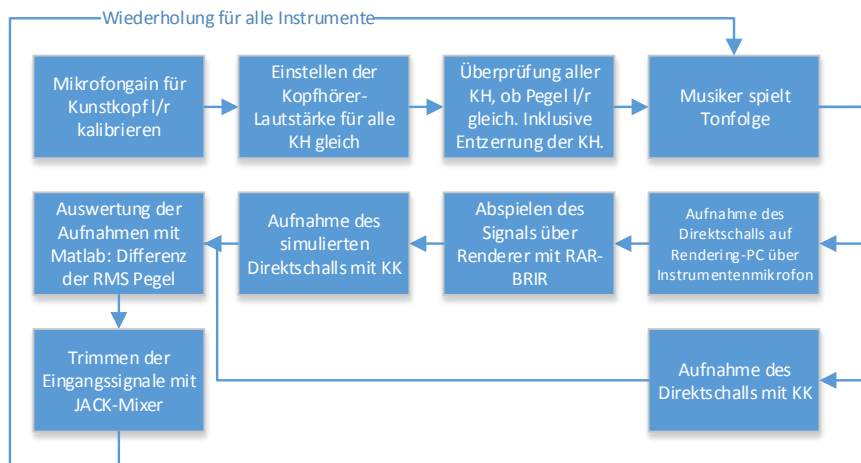 Wiederholung für alle Instrumente
Mikrofongain für
Kunstkopf l/r
kalibrieren
Einstellen der
Kopfhörer-
Lautstärke für alle
KH gleich
Überprüfung aller
KH, ob Pegel l/r
gleich. Inklusive
Entzerrung der KH.
Musiker spielt
Tonfolge
Auswertung der
Aufnahmen mit
Matlab: Differenz
der RMS Pegel
Aufnahme des
simulierten
Direktschalls mit KK
Abspielen des
Signals über
Renderer mit RAR-
BRIR
Aufnahme des
Direktschalls auf
Rendering-PC über
Instrumentenmikrofon
Trimmen der
Eingangssignale mit
JACK-Mixer
Aufnahme des
Direktschalls mit KK